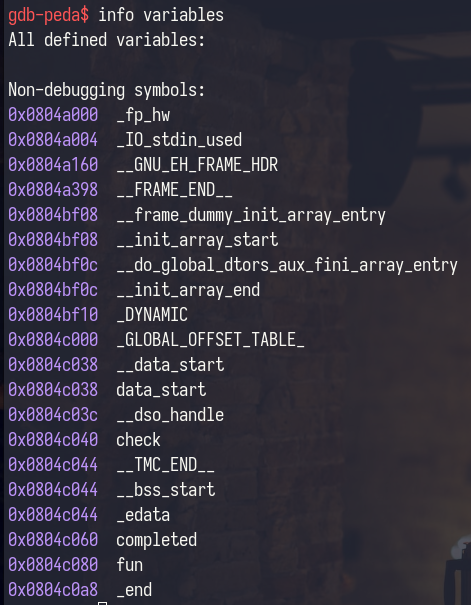 gdb-peda$ info variables
All defined variables:
Non-debugging symbols:
0x0804a000 _fp_hw
0x0804a004 _IO_stdin_used
0x0804a160 __GNU_EH_FRAME_HDR
0x0804a398 __FRAME_END__
0x0804bf08 __frame_dummy_init_array_entry
0x0804bf08 __init_array_start
0x0804bf0c __do_global_dtors_aux_fini_array_entry
0x0804bf0c __init_array_end
0x0804bf10 _DYNAMIC
0x0804c000 _GLOBAL_OFFSET_TABLE_
0x0804c038 __data_start
0x0804c038 data_start
0x0804c03c __dso_handle
0x0804c040 check
0x0804c044 __TMC_END__
0x0804c044 __bss_start
0x0804c044 _edata
0x0804c060 completed
0x0804c080 fun
0x0804c0a8 _end